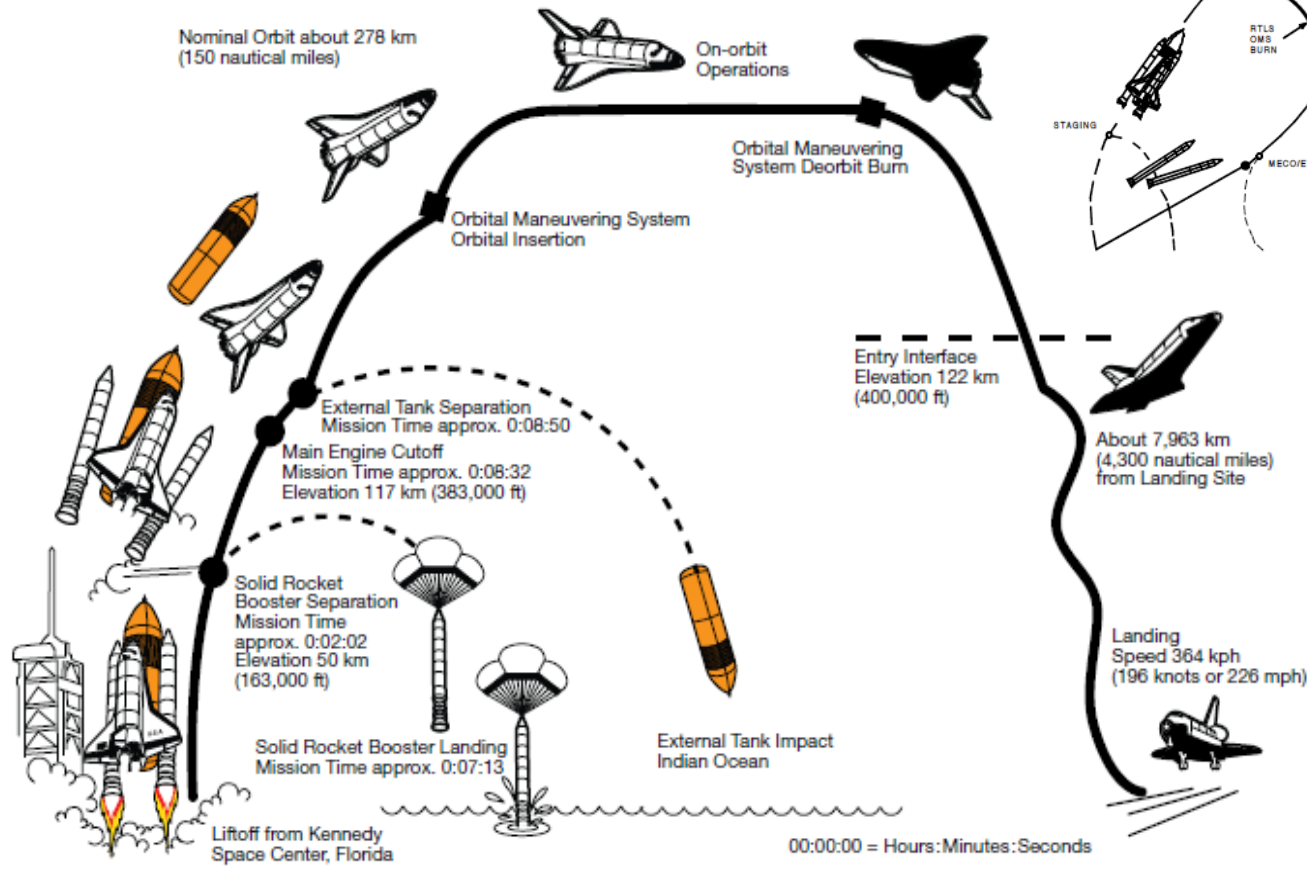 Nominal Orbit about 278 km
(150 nautical miles)
On-orbit
Operations
RTLS
OMS
BURN
STAGING
MECO/E
Orbital Maneuvering
System Deorbit Burn
Orbital Maneuvering System
Orbital Insertion
Entry Interface
Elevation 122 km
(400,000 ft)
External Tank Separation
Mission Time approx. 0:08:50
Main Engine Cutoff
Mission Time approx. 0:08:32
Elevation 117 km (383,000 ft)
About 7,963 km
(4,300 nautical miles)
from Landing Site
Solid Rocket
Booster Separation
Mission Time
approx. 0:02:02
Elevation 50 km
(163,000 ft)
Landing
Speed 364 kph
(196 knots or 226 mph)
Solid Rocket Booster Landing
Mission Time approx. 0:07:13
External Tank Impact
Indian Ocean
Liftoff from Kennedy
Space Center, Florida
00:00:00 = Hours:Minutes:Seconds